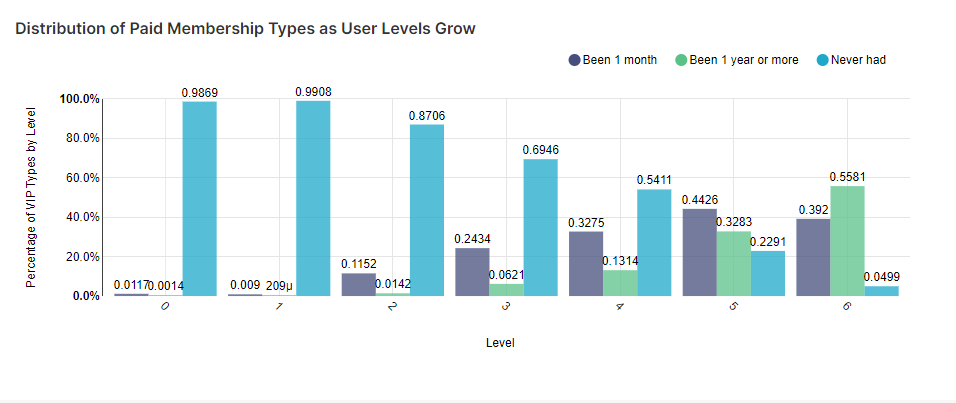 Distribution of Paid Membership Types as User Levels Grow
Been 1 month Been 1 year or more Never had
Percentage of VIP Types by Level
100.0%
80.0%
60.0%
40.0%
20.0%
0.0%
0.0117 0.0014 0.9869
0.009 209µ 0.9908
0.1152 0.0142 0.8706
0.2434 0.0621 0.6946
0.3275 0.1314 0.5411
0.4426 0.3283 0.2291
0.392 0.5581 0.0499
0 1 2 3 4 5 6
Level